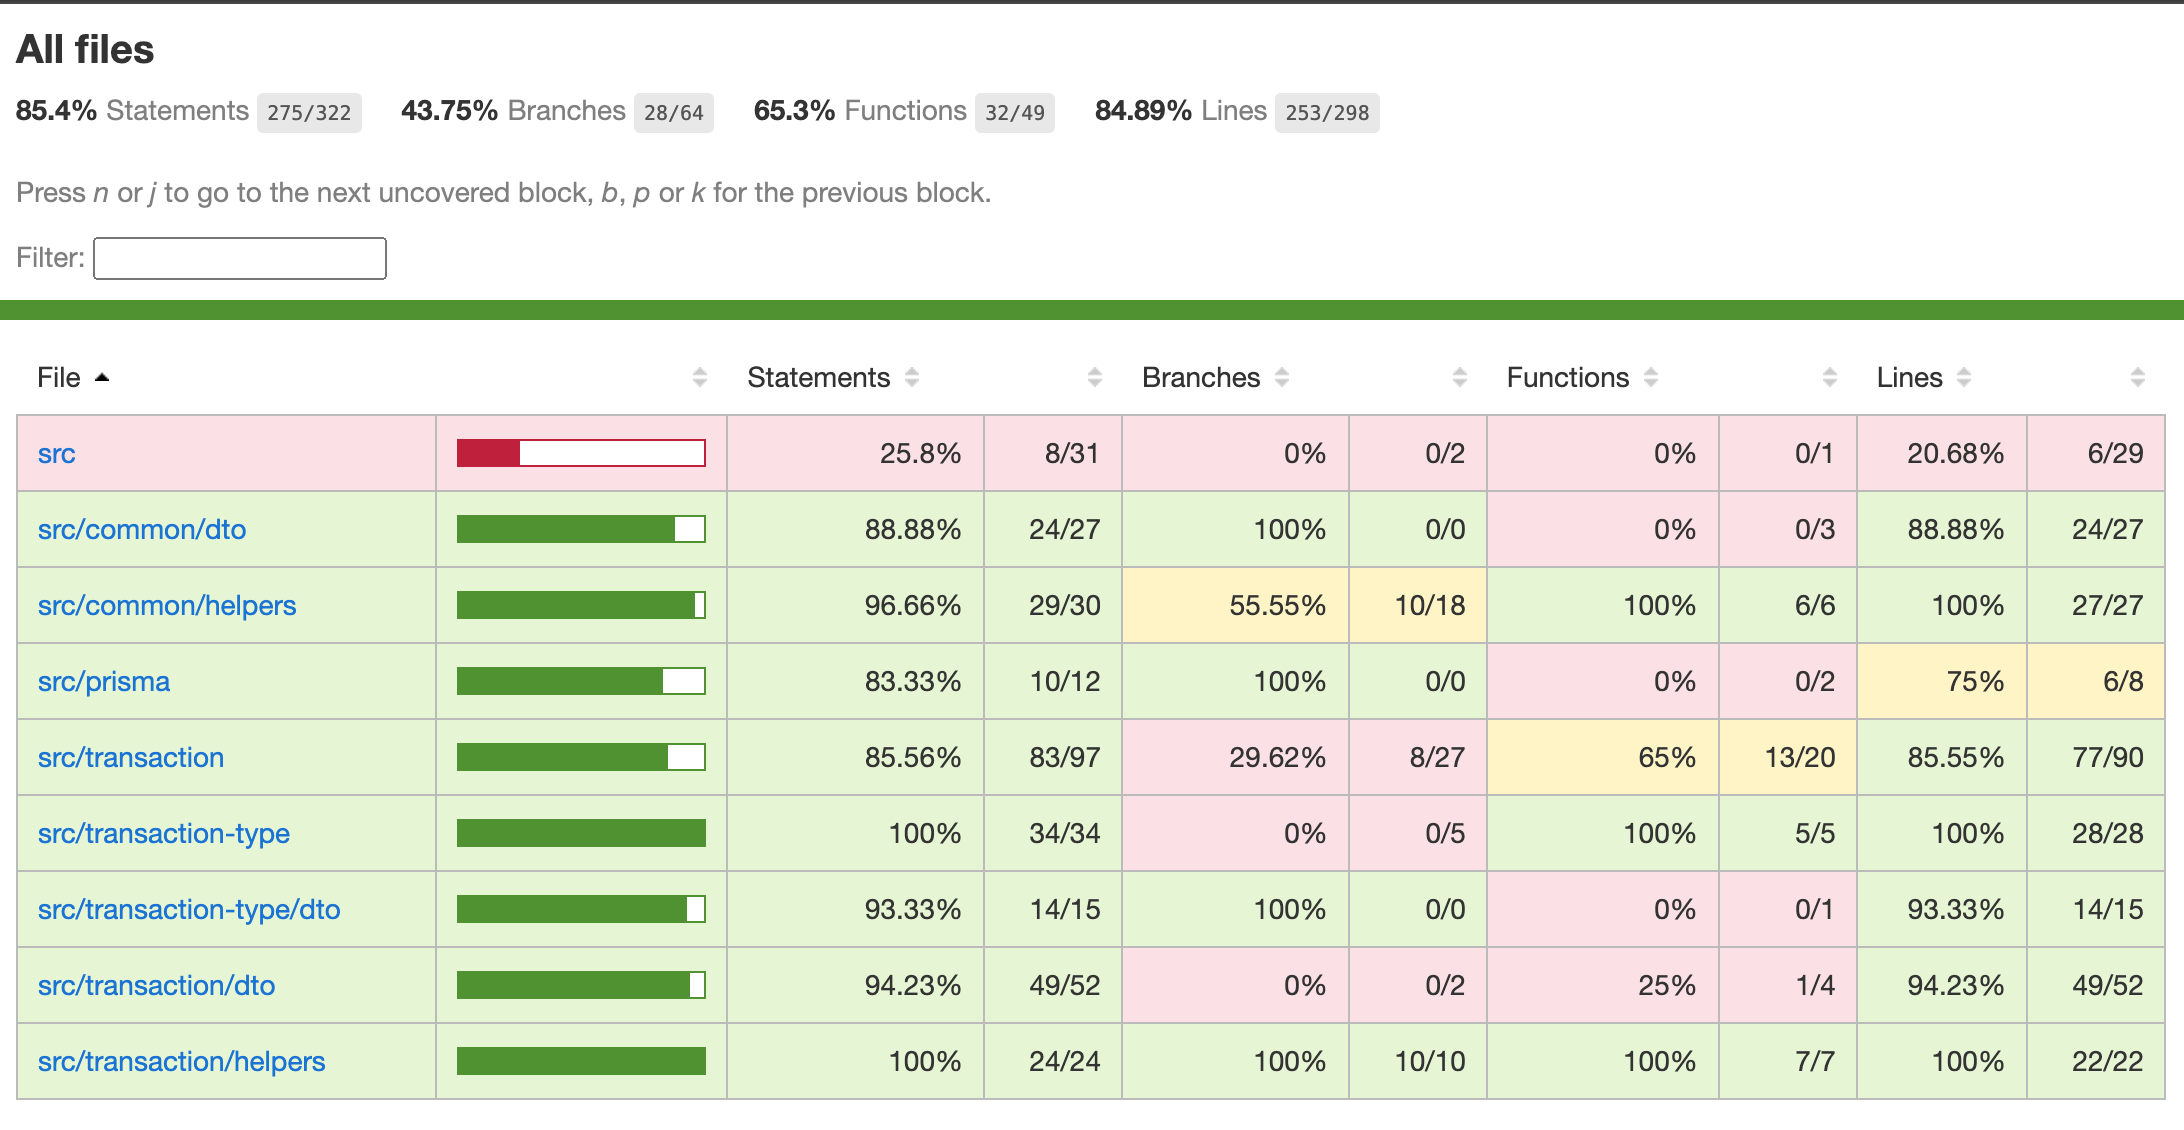 All files
85.4% Statements 275/322 43.75% Branches 28/64 65.3% Functions 32/49 84.89% Lines 253/298
Press n or j to go to the next uncovered block, b, p or k for the previous block.
Filter:
File Statements Branches Functions Lines
src 25.8% 8/31 0% 0/2 0% 0/1 20.68% 6/29
src/common/dto 88.88% 24/27 100% 0/0 0% 0/3 88.88% 24/27
src/common/helpers 96.66% 29/30 55.55% 10/18 100% 6/6 100% 27/27
src/prisma 83.33% 10/12 100% 0/0 0% 0/2 75% 6/8
src/transaction 85.56% 83/97 29.62% 8/27 65% 13/20 85.55% 77/90
src/transaction-type 100% 34/34 0% 0/5 100% 5/5 100% 28/28
src/transaction-type/dto 93.33% 14/15 100% 0/0 0% 0/1 93.33% 14/15
src/transaction/dto 94.23% 49/52 0% 0/2 25% 1/4 94.23% 49/52
src/transaction/helpers 100% 24/24 100% 10/10 100% 7/7 100% 22/22